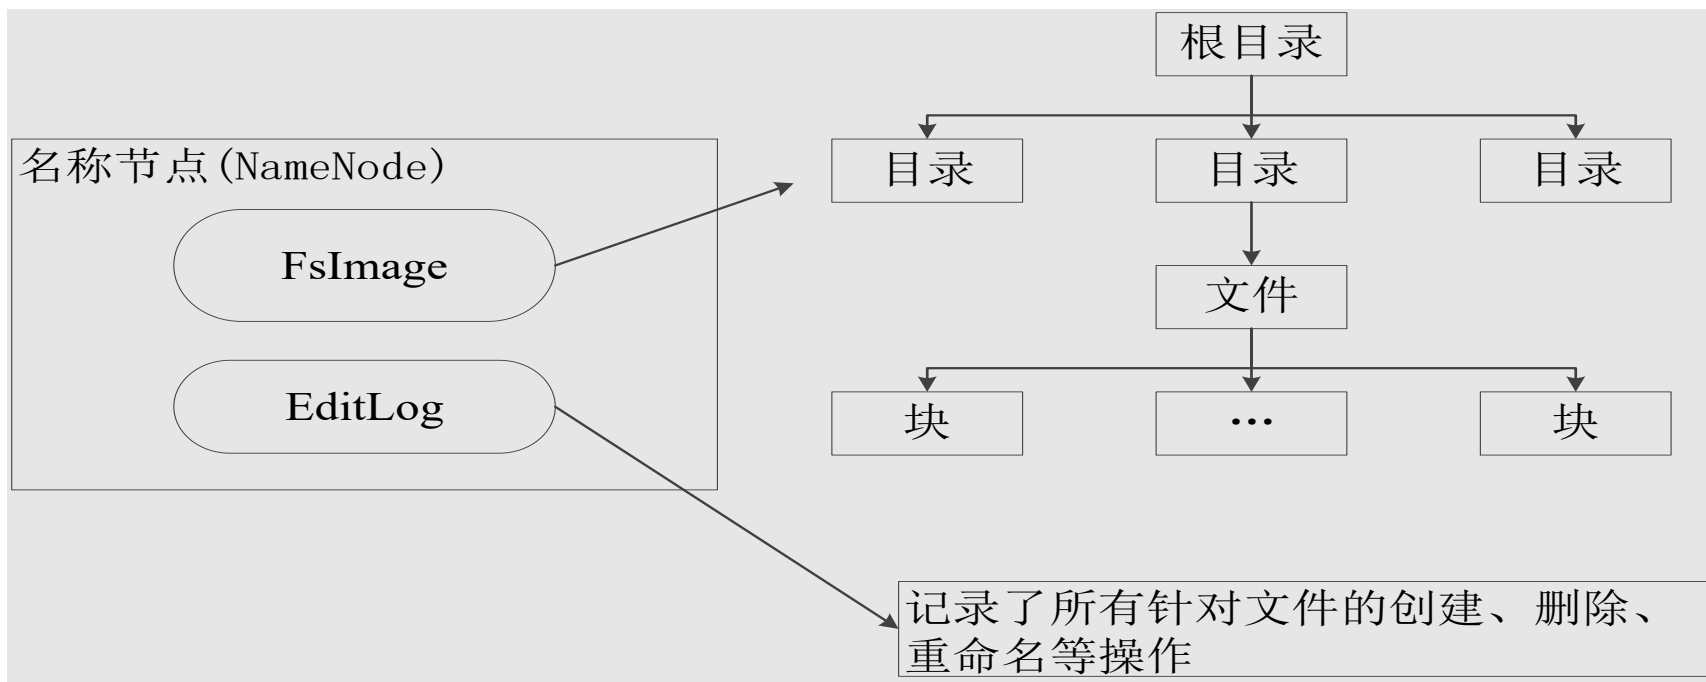 根目录
名称节点(NameNode)
目录
目录
目录
FsImage
文件
EditLog
块
…
块
记录了所有针对文件的创建、删除、
重命名等操作